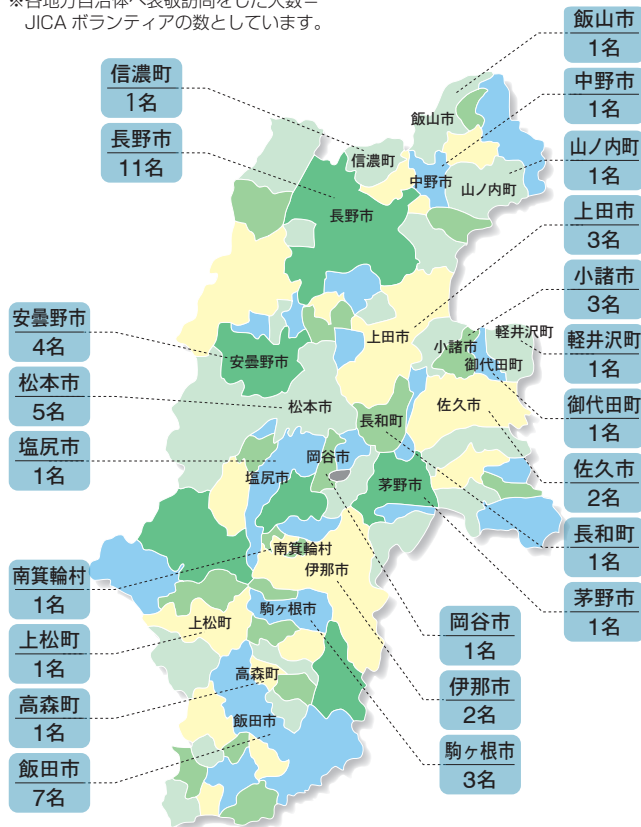 JICA ボランティアの数としています。
信濃町
1名
長野市
11名
飯山市
1名
中野市
1名
山ノ内町
1名
上田市
3名
小諸市
3名
軽井沢町
1名
御代田町
1名
佐久市
2名
長和町
1名
茅野市
1名
安曇野市
4名
松本市
5名
塩尻市
1名
南箕輪村
1名
上松町
1名
高森町
1名
飯田市
7名
岡谷市
1名
伊那市
2名
駒ヶ根市
3名
飯山市
信濃町
中野市
山ノ内町
長野市
上田市
小諸市
軽井沢町
御代田町
安曇野市
松本市
長和町
佐久市
岡谷市
塩尻市
茅野市
南箕輪村
伊那市
上松町
駒ヶ根市
高森町
飯田市